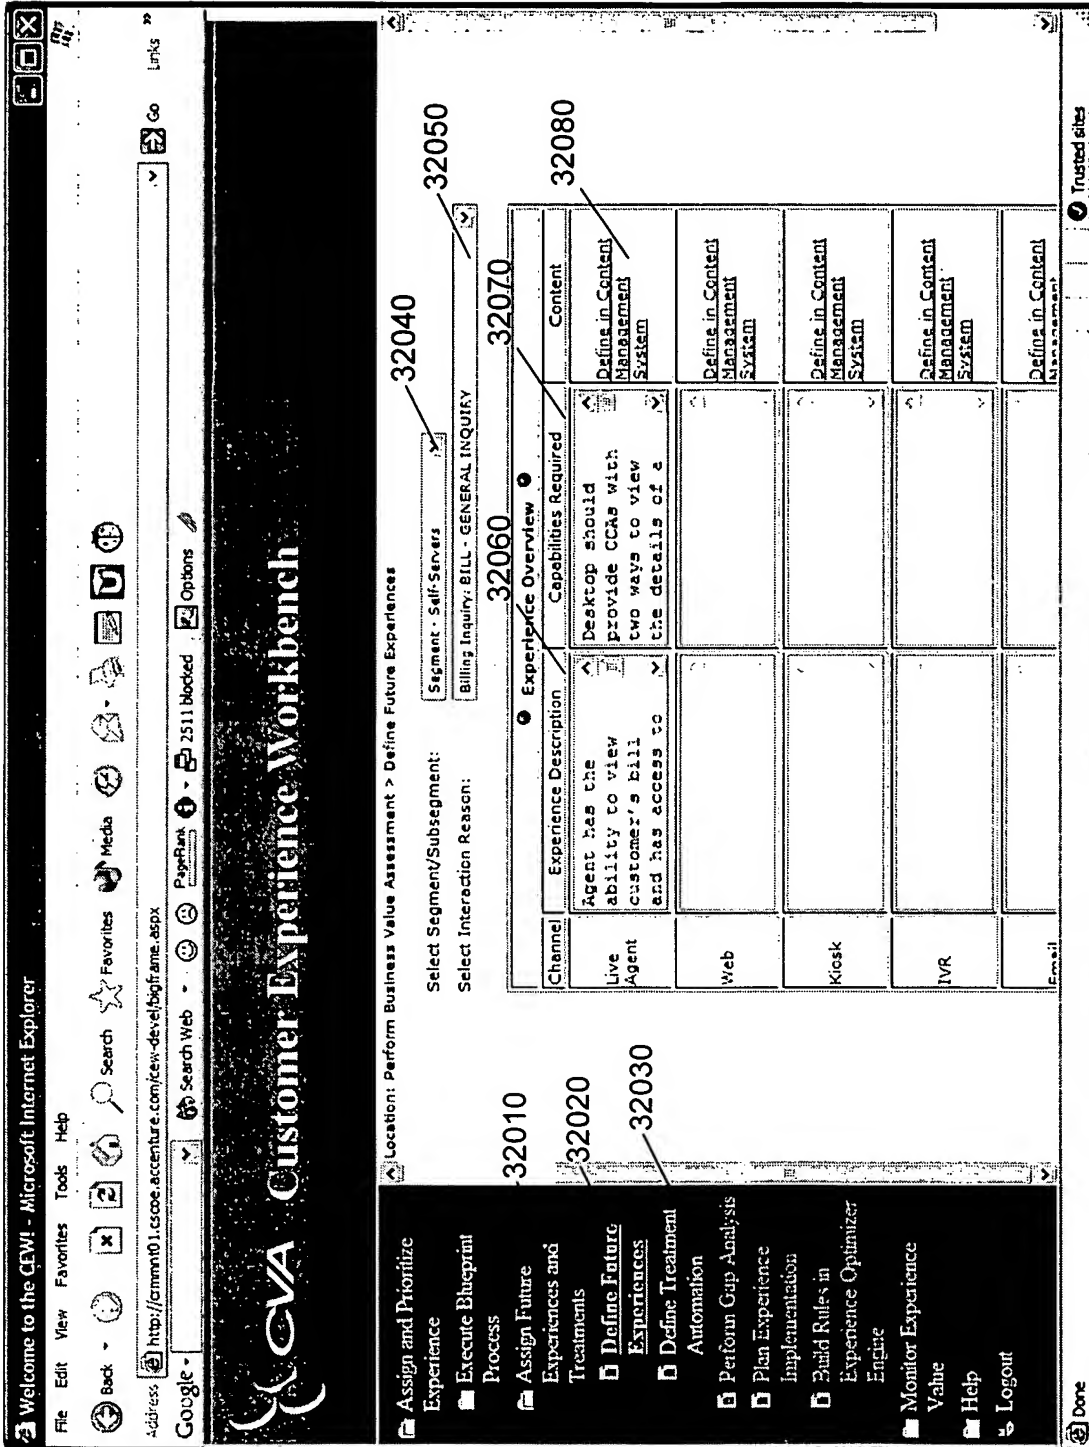 Welcome to the CEW! - Microsoft Internet Explorer
File Edit View Favorites Tools Help
Back Search Favorites Media
Address http://crmmnt01.cscoe.accenture.com/cew-devel/bigframe.aspx Go Links »
Google Search Web PageRank 2511 blocked Options
CVA Customer Experience Workbench
Assign and Prioritize
Experience
Execute Blueprint
Process
Assign Future
Experiences and
Treatments
Define Future
Experiences
Define Treatment
Automation
Perform Gap Analysis
Plan Experience
Implementation
Build Rules in
Experience Optimizer
Engine
Monitor Experience
Value
Help
Logout
32010
32020
32030
Location: Perform Business Value Assessment > Define Future Experiences
Select Segment/Subsegment: Segment - Self-Servers
32040
Select Interaction Reason: Billing Inquiry: BILL - GENERAL INQUIRY
32050
32060
32070
32080
Experience Overview
Channel Experience Description Capabilities Required Content
Live
Agent
Agent has the
ability to view
customer's bill
and has access to
Desktop should
provide CCAs with
two ways to view
the details of a
Define in Content
Management
System
Web
Define in Content
Management
System
Kiosk
Define in Content
Management
System
IVR
Define in Content
Management
System
Email
Define in Content
Management
Done
Trusted sites